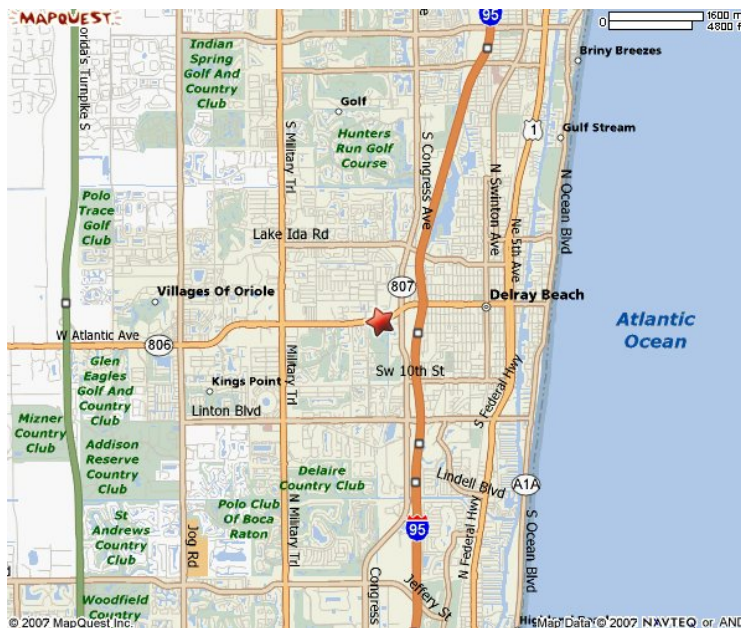 MAPQUEST
95
0
1600 m
4800 f
Indian
Spring
Golf And
Country
Club
orida's Turnpike S
Briny Breezes
Golf
Hunters
Run Golf
Course
S Military Trl
S Congress Ave
1
Gulf Stream
N Swinton Ave
N Ocean Blvd
Ne 5th Ave
Polo
Trace
Golf
Club
Lake Ida Rd
807
Villages Of Oriole
Delray Beach
Atlantic
Ocean
W Atlantic Ave
806
Glen
Eagles
Golf And
Country
Club
Military Trl
Sw 10th St
Kings Point
Linton Blvd
S Federal Hwy
Mizner
Country
Club
Addison
Reserve
Country
Club
Delaire
Country Club
Lindell Blvd
A1A
Polo Club
Of Boca
Raton
St
Andrews
Country
Club
N Military Trl
95
N Federal Hwy
S Ocean Blvd
Jog Rd
Congress
Jeffery St
Woodfield
Country
© 2007 MapQuest Inc.
Map Data © 2007 NAVTEQ or AND